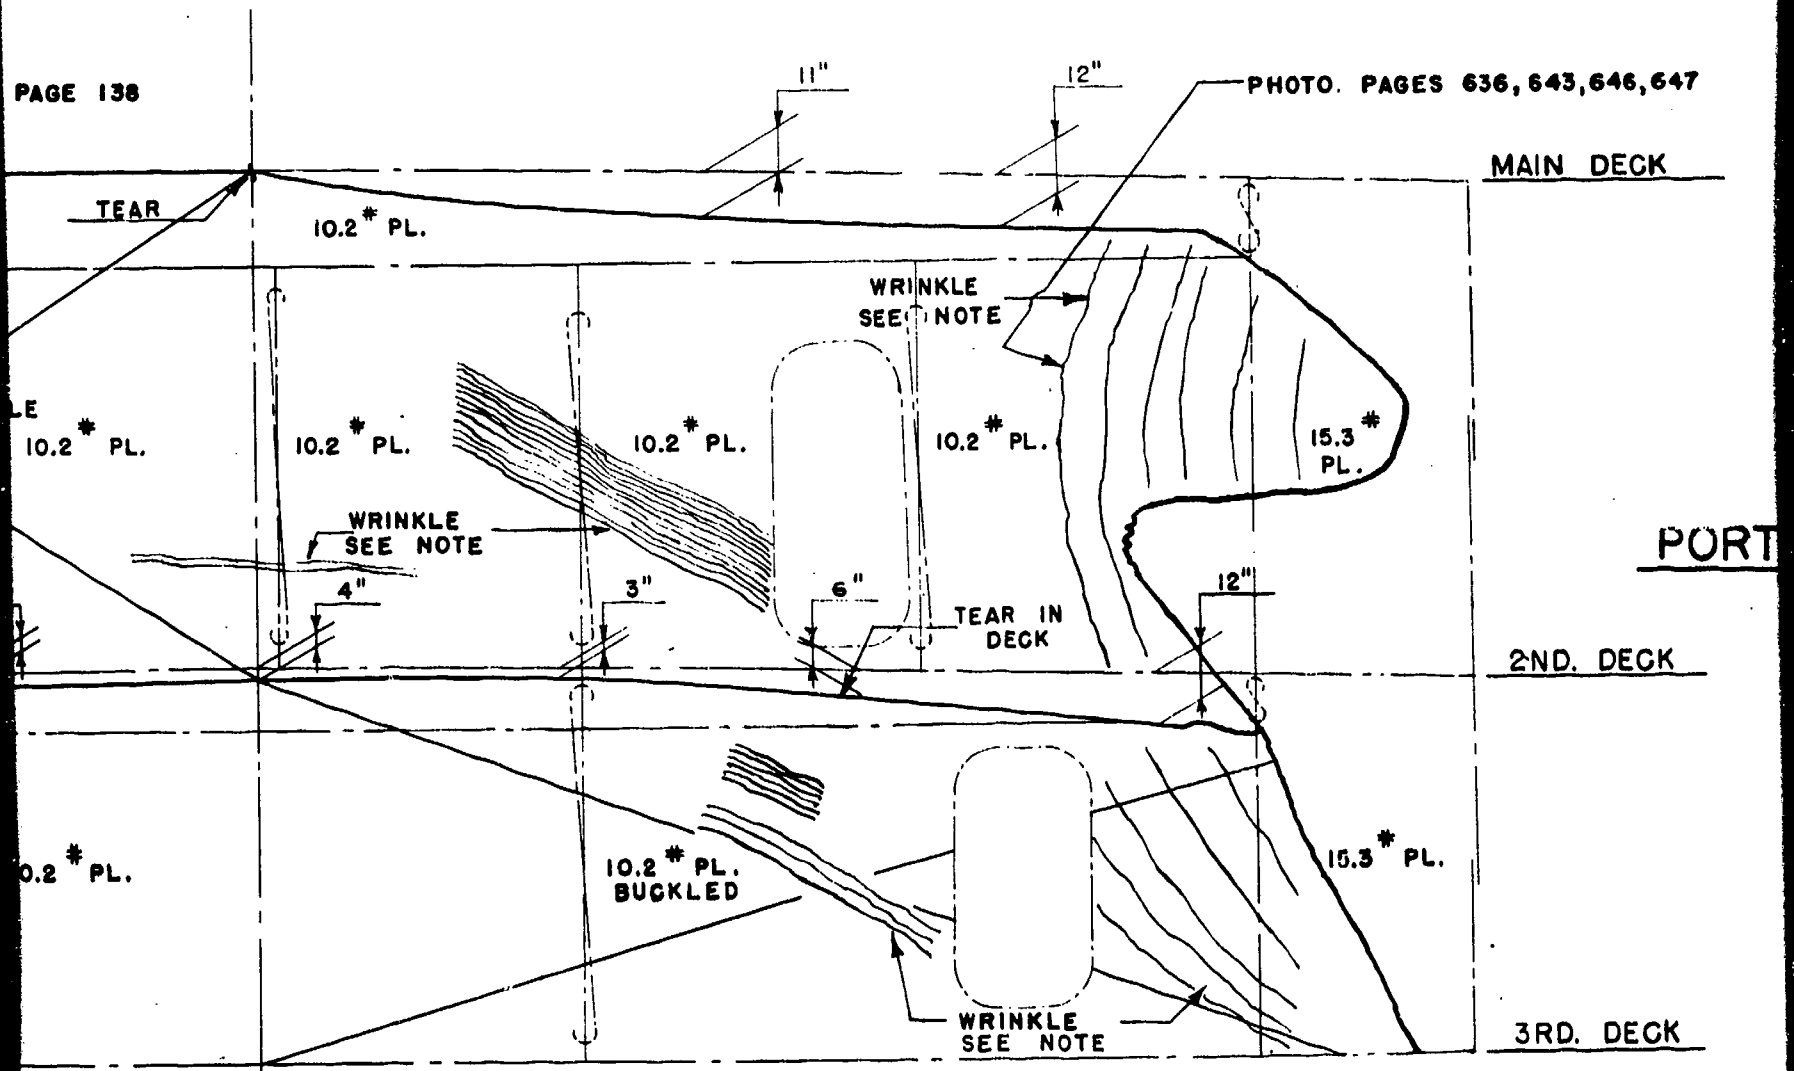 PAGE 138
11"
12"
PHOTO. PAGES 636, 643, 646, 647
MAIN DECK
TEAR
10.2# PL.
WRINKLE
SEE NOTE
LE
10.2# PL.
10.2# PL.
10.2# PL.
10.2# PL.
15.3#
PL.
WRINKLE
SEE NOTE
PORT
4"
3"
6"
12"
TEAR IN
DECK
2ND. DECK
0.2# PL.
10.2# PL.
BUCKLED
15.3# PL.
WRINKLE
SEE NOTE
3RD. DECK